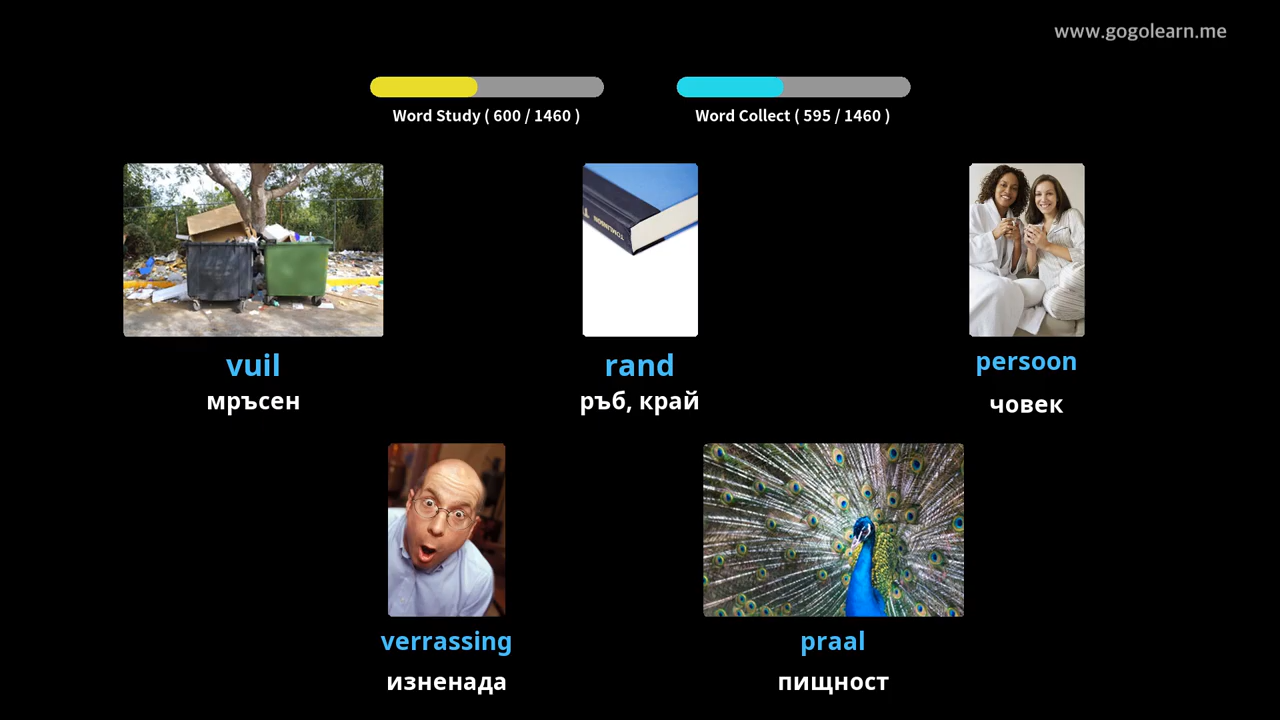 www.gogolearn.me
Word Study ( 600 / 1460 )
Word Collect ( 595 / 1460 )
TOMLINSON
vuil
мръсен
rand
ръб, край
persoon
човек
verrassing
изненада
praal
пищност